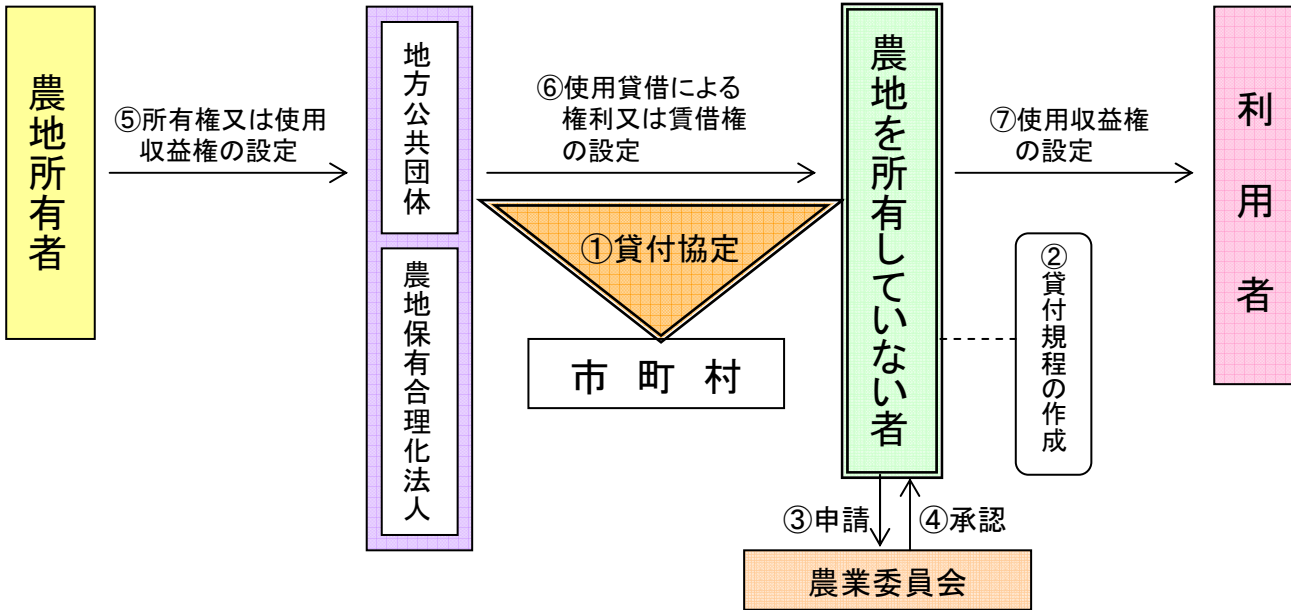 農地所有者
⑤所有権又は使用
収益権の設定
地方公共団体
農地保有合理化法人
⑥使用貸借による
権利又は賃借権
の設定
①貸付協定
市町村
農地を所有していない者
⑦使用収益権
の設定
②貸付規程の作成
利用者
③申請
④承認
農業委員会